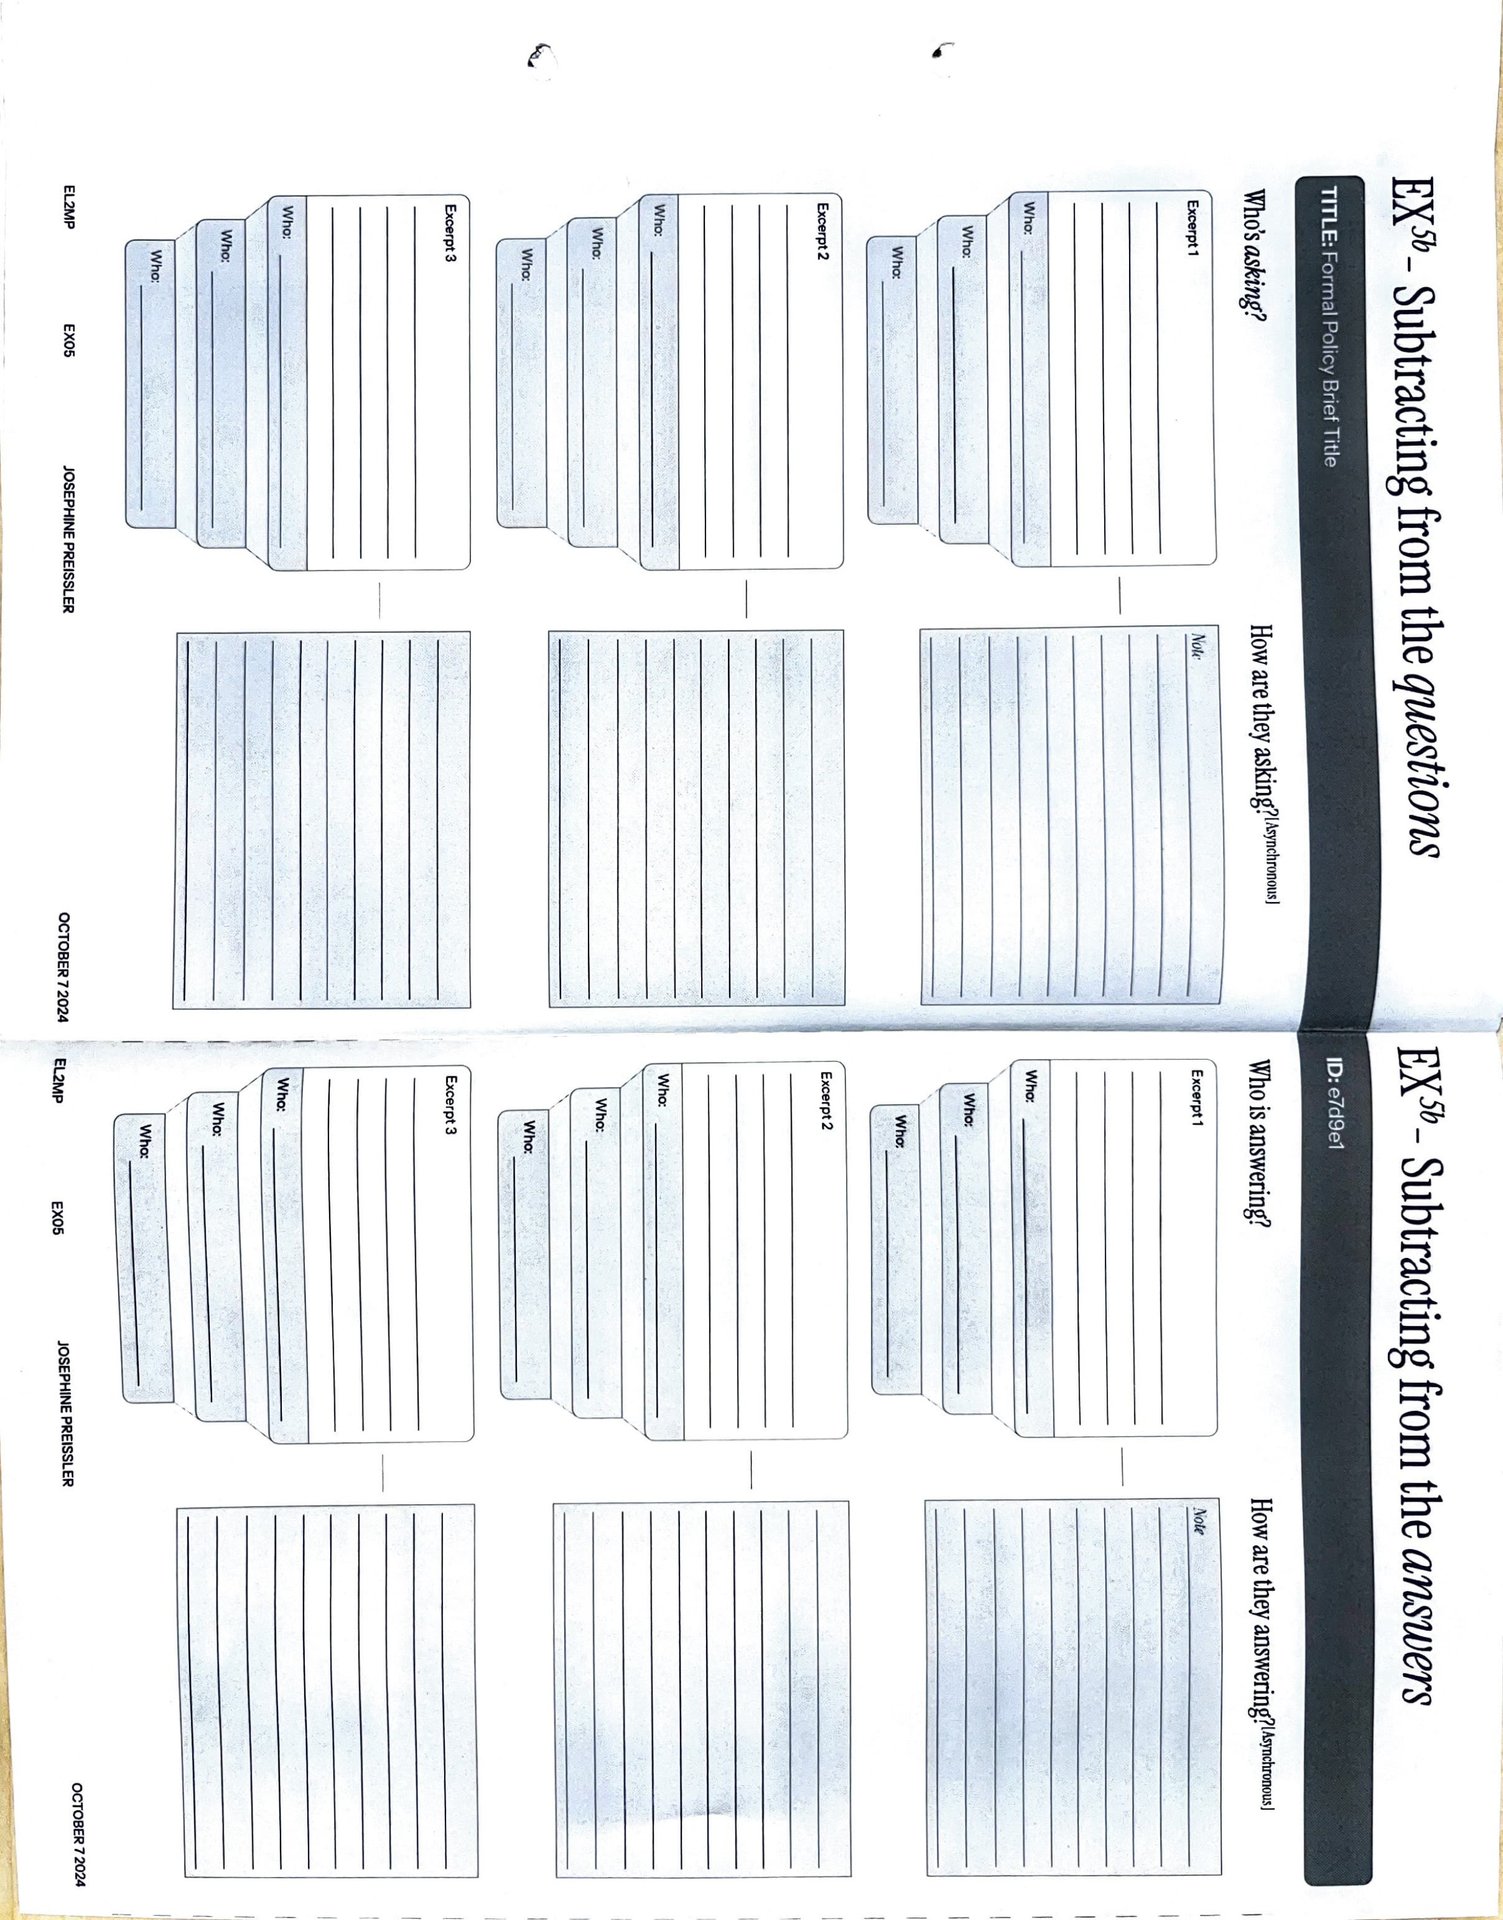 EX5b – Subtracting from the questions
TITLE: Formal Policy Brief Title
Who's asking?
How are they asking?[Asynchronous]
Excerpt 1
Who:
Who:
Who:
Note
Excerpt 2
Who:
Who:
Who:
Excerpt 3
Who:
Who:
Who:
EL2MP EX05 JOSEPHINE PREISSLER OCTOBER 7 2024
EX5b – Subtracting from the answers
ID: e7d9e1
Who is answering?
How are they answering?[Asynchronous]
Excerpt 1
Who:
Who:
Who:
Note
Excerpt 2
Who:
Who:
Who:
Excerpt 3
Who:
Who:
Who:
EL2MP EX05 JOSEPHINE PREISSLER OCTOBER 7 2024